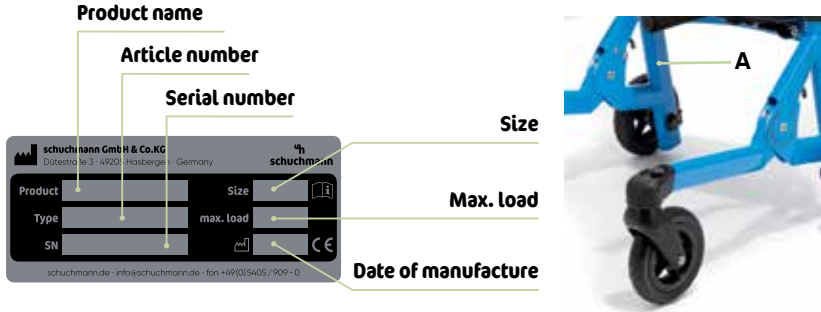 Product name
Article number
Serial number
Size
Max. load
Date of manufacture
schuchmann GmbH & Co.KG
Dütestraße 3 · 49205 Hasbergen · Germany
schuchmann
Product
Size
Type
max. load
SN
CE
schuchmann.de · info@schuchmann.de · fon +49(0)5405/909-0
A